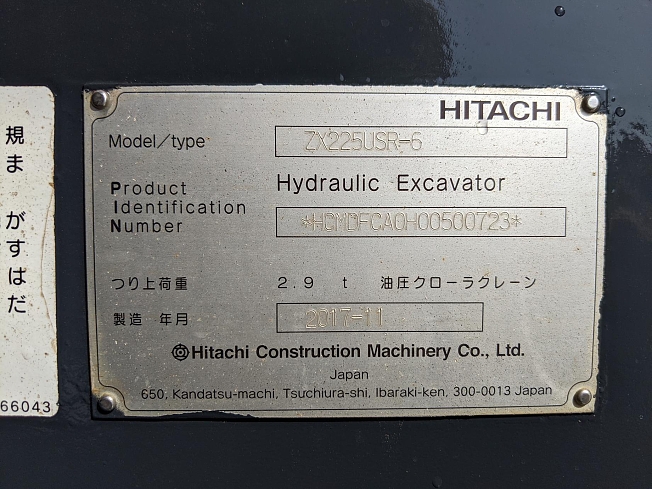 HITACHI
Model/type ZX225USR-6
Product Hydraulic Excavator
Identification
Number *HCMDFCA0H00500723*
つり上荷重 2.9 t 油圧クローラクレーン
製造 年月 2017-11
Hitachi Construction Machinery Co., Ltd.
Japan
650, Kandatsu-machi, Tsuchiura-shi, Ibaraki-ken, 300-0013 Japan
規ま がすはだ
66043